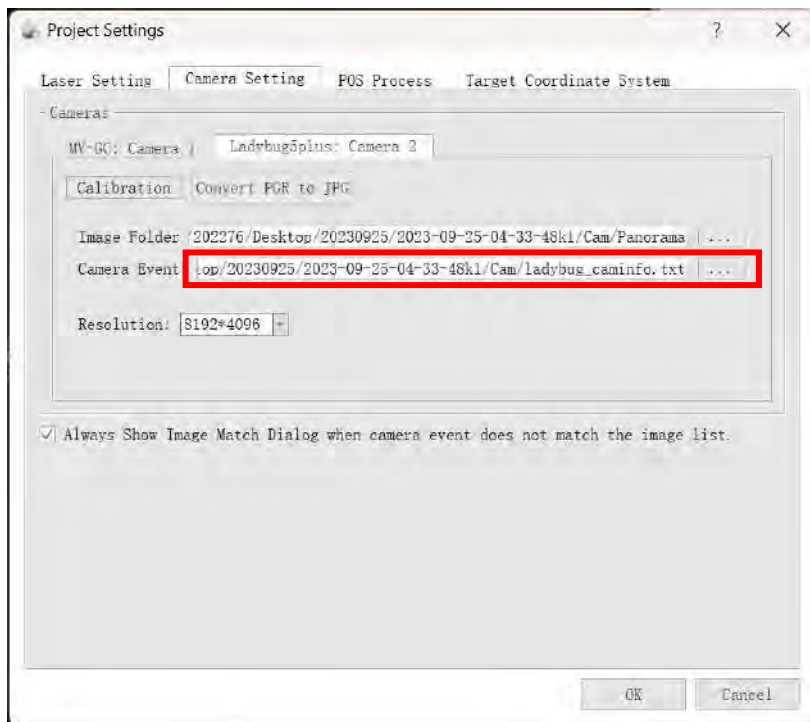 Project Settings ? ×
Laser Setting Camera Setting POS Process Target Coordinate System
Cameras
MV-GC: Camera 1 Ladybug5plus: Camera 2
Calibration Convert PGR to JPG
Image Folder /202276/Desktop/20230925/2023-09-25-04-33-48k1/Cam/Panorama ...
Camera Event top/20230925/2023-09-25-04-33-48k1/Cam/ladybug_caminfo.txt ...
Resolution: 8192*4096
Always Show Image Match Dialog when camera event does not match the image list.
OK Cancel